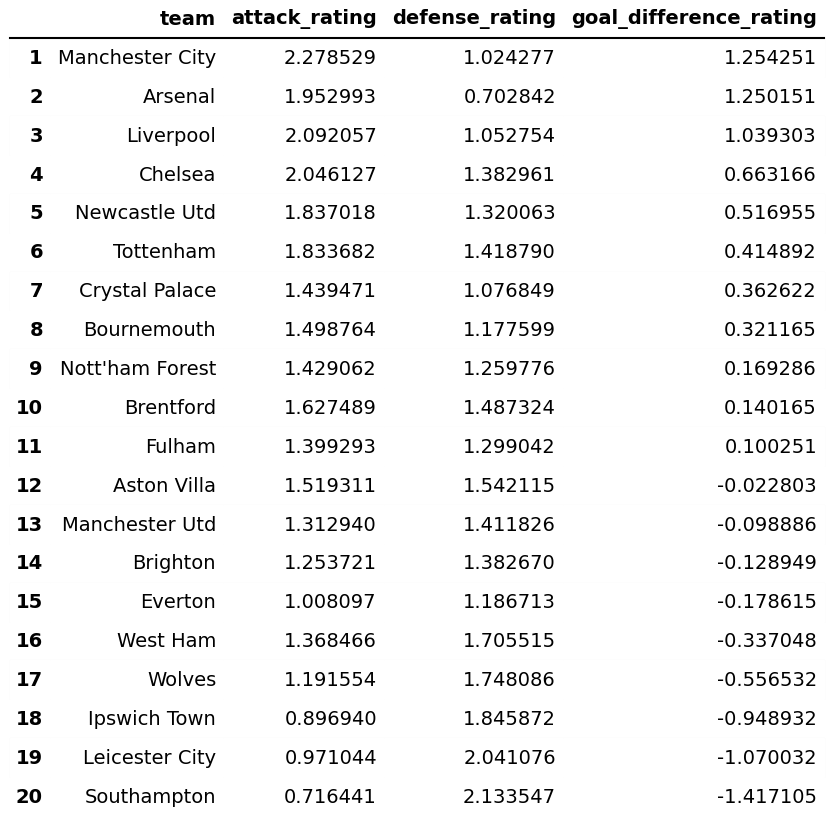 team attack_rating defense_rating goal_difference_rating
1 Manchester City 2.278529 1.024277 1.254251
2 Arsenal 1.952993 0.702842 1.250151
3 Liverpool 2.092057 1.052754 1.039303
4 Chelsea 2.046127 1.382961 0.663166
5 Newcastle Utd 1.837018 1.320063 0.516955
6 Tottenham 1.833682 1.418790 0.414892
7 Crystal Palace 1.439471 1.076849 0.362622
8 Bournemouth 1.498764 1.177599 0.321165
9 Nott'ham Forest 1.429062 1.259776 0.169286
10 Brentford 1.627489 1.487324 0.140165
11 Fulham 1.399293 1.299042 0.100251
12 Aston Villa 1.519311 1.542115 -0.022803
13 Manchester Utd 1.312940 1.411826 -0.098886
14 Brighton 1.253721 1.382670 -0.128949
15 Everton 1.008097 1.186713 -0.178615
16 West Ham 1.368466 1.705515 -0.337048
17 Wolves 1.191554 1.748086 -0.556532
18 Ipswich Town 0.896940 1.845872 -0.948932
19 Leicester City 0.971044 2.041076 -1.070032
20 Southampton 0.716441 2.133547 -1.417105